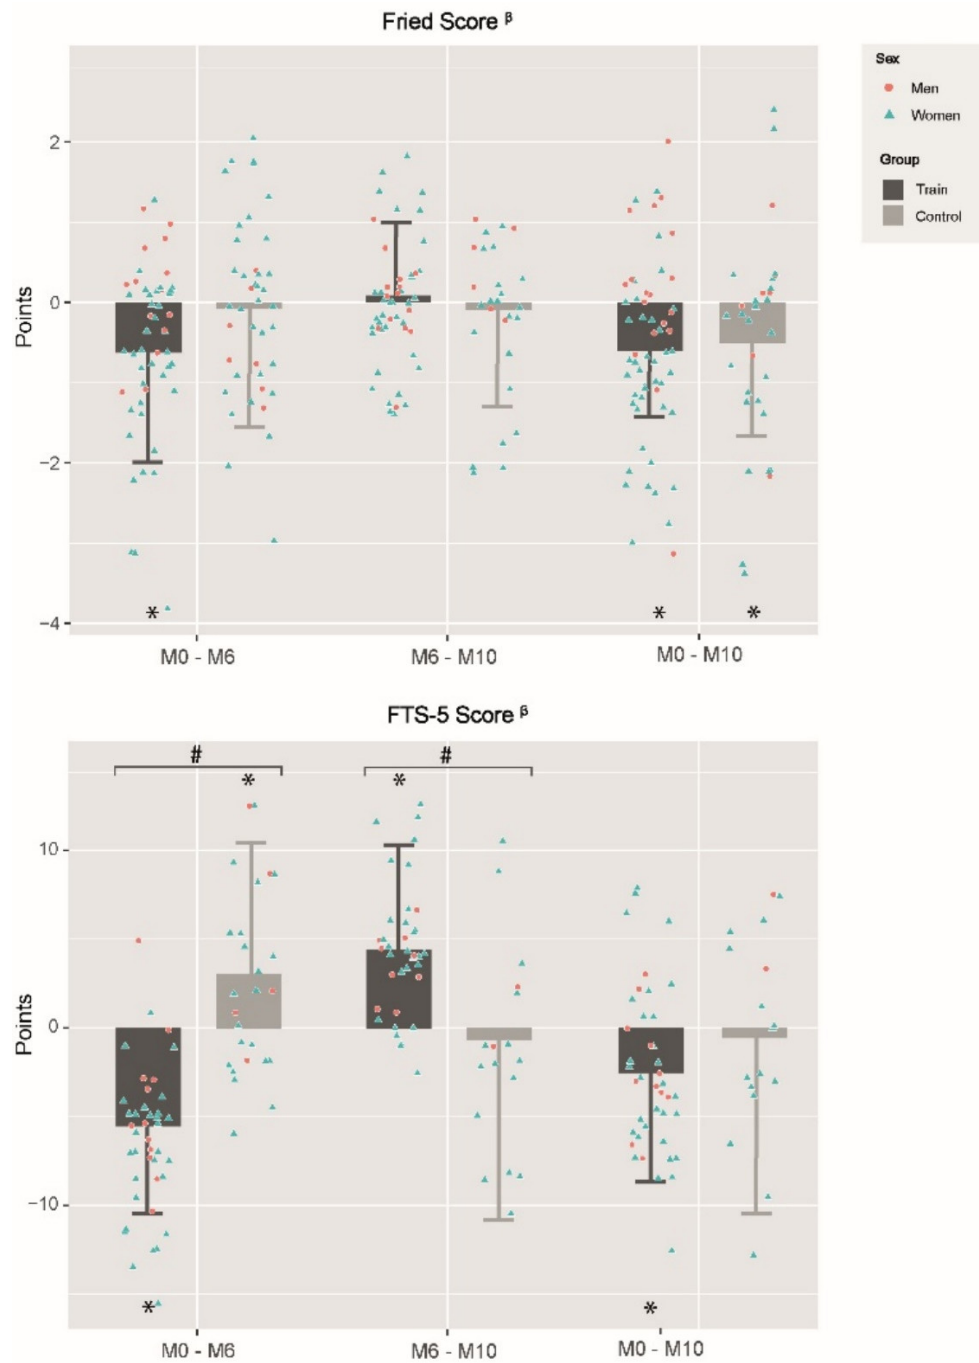 Fried Score β
Sex
Men
Women
Group
Train
Control
Points
2
0
−2
−4
* * *
M0 - M6 M6 - M10 M0 - M10
FTS-5 Score β
# #
* *
Points
10
0
−10
* *
M0 - M6 M6 - M10 M0 - M10